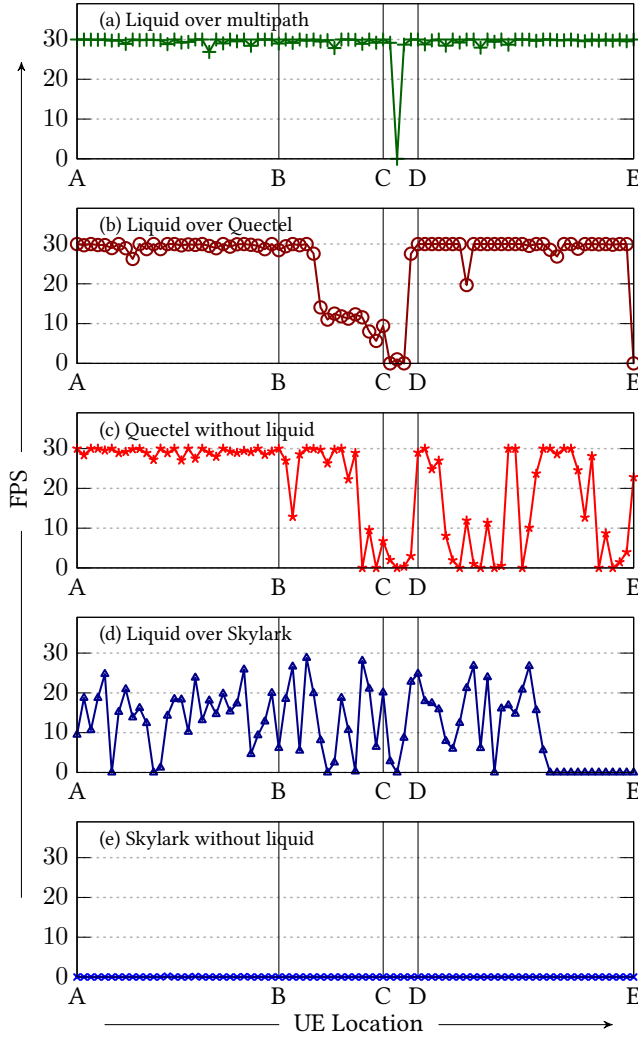 (a) Liquid over multipath
30
20
10
0
A B C D E
(b) Liquid over Quectel
30
20
10
0
A B C D E
(c) Quectel without liquid
30
20
10
0
A B C D E
(d) Liquid over Skylark
30
20
10
0
A B C D E
(e) Skylark without liquid
30
20
10
0
A B C D E
FPS
UE Location